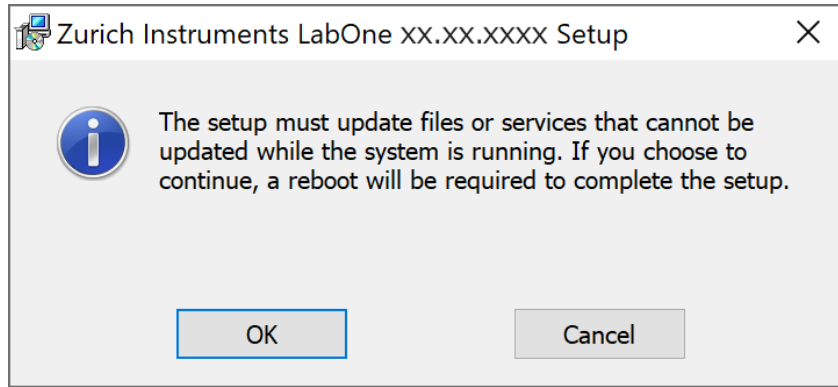 Zurich Instruments LabOne xx.xx.xxxx Setup
The setup must update files or services that cannot be
updated while the system is running. If you choose to
continue, a reboot will be required to complete the setup.
OK Cancel